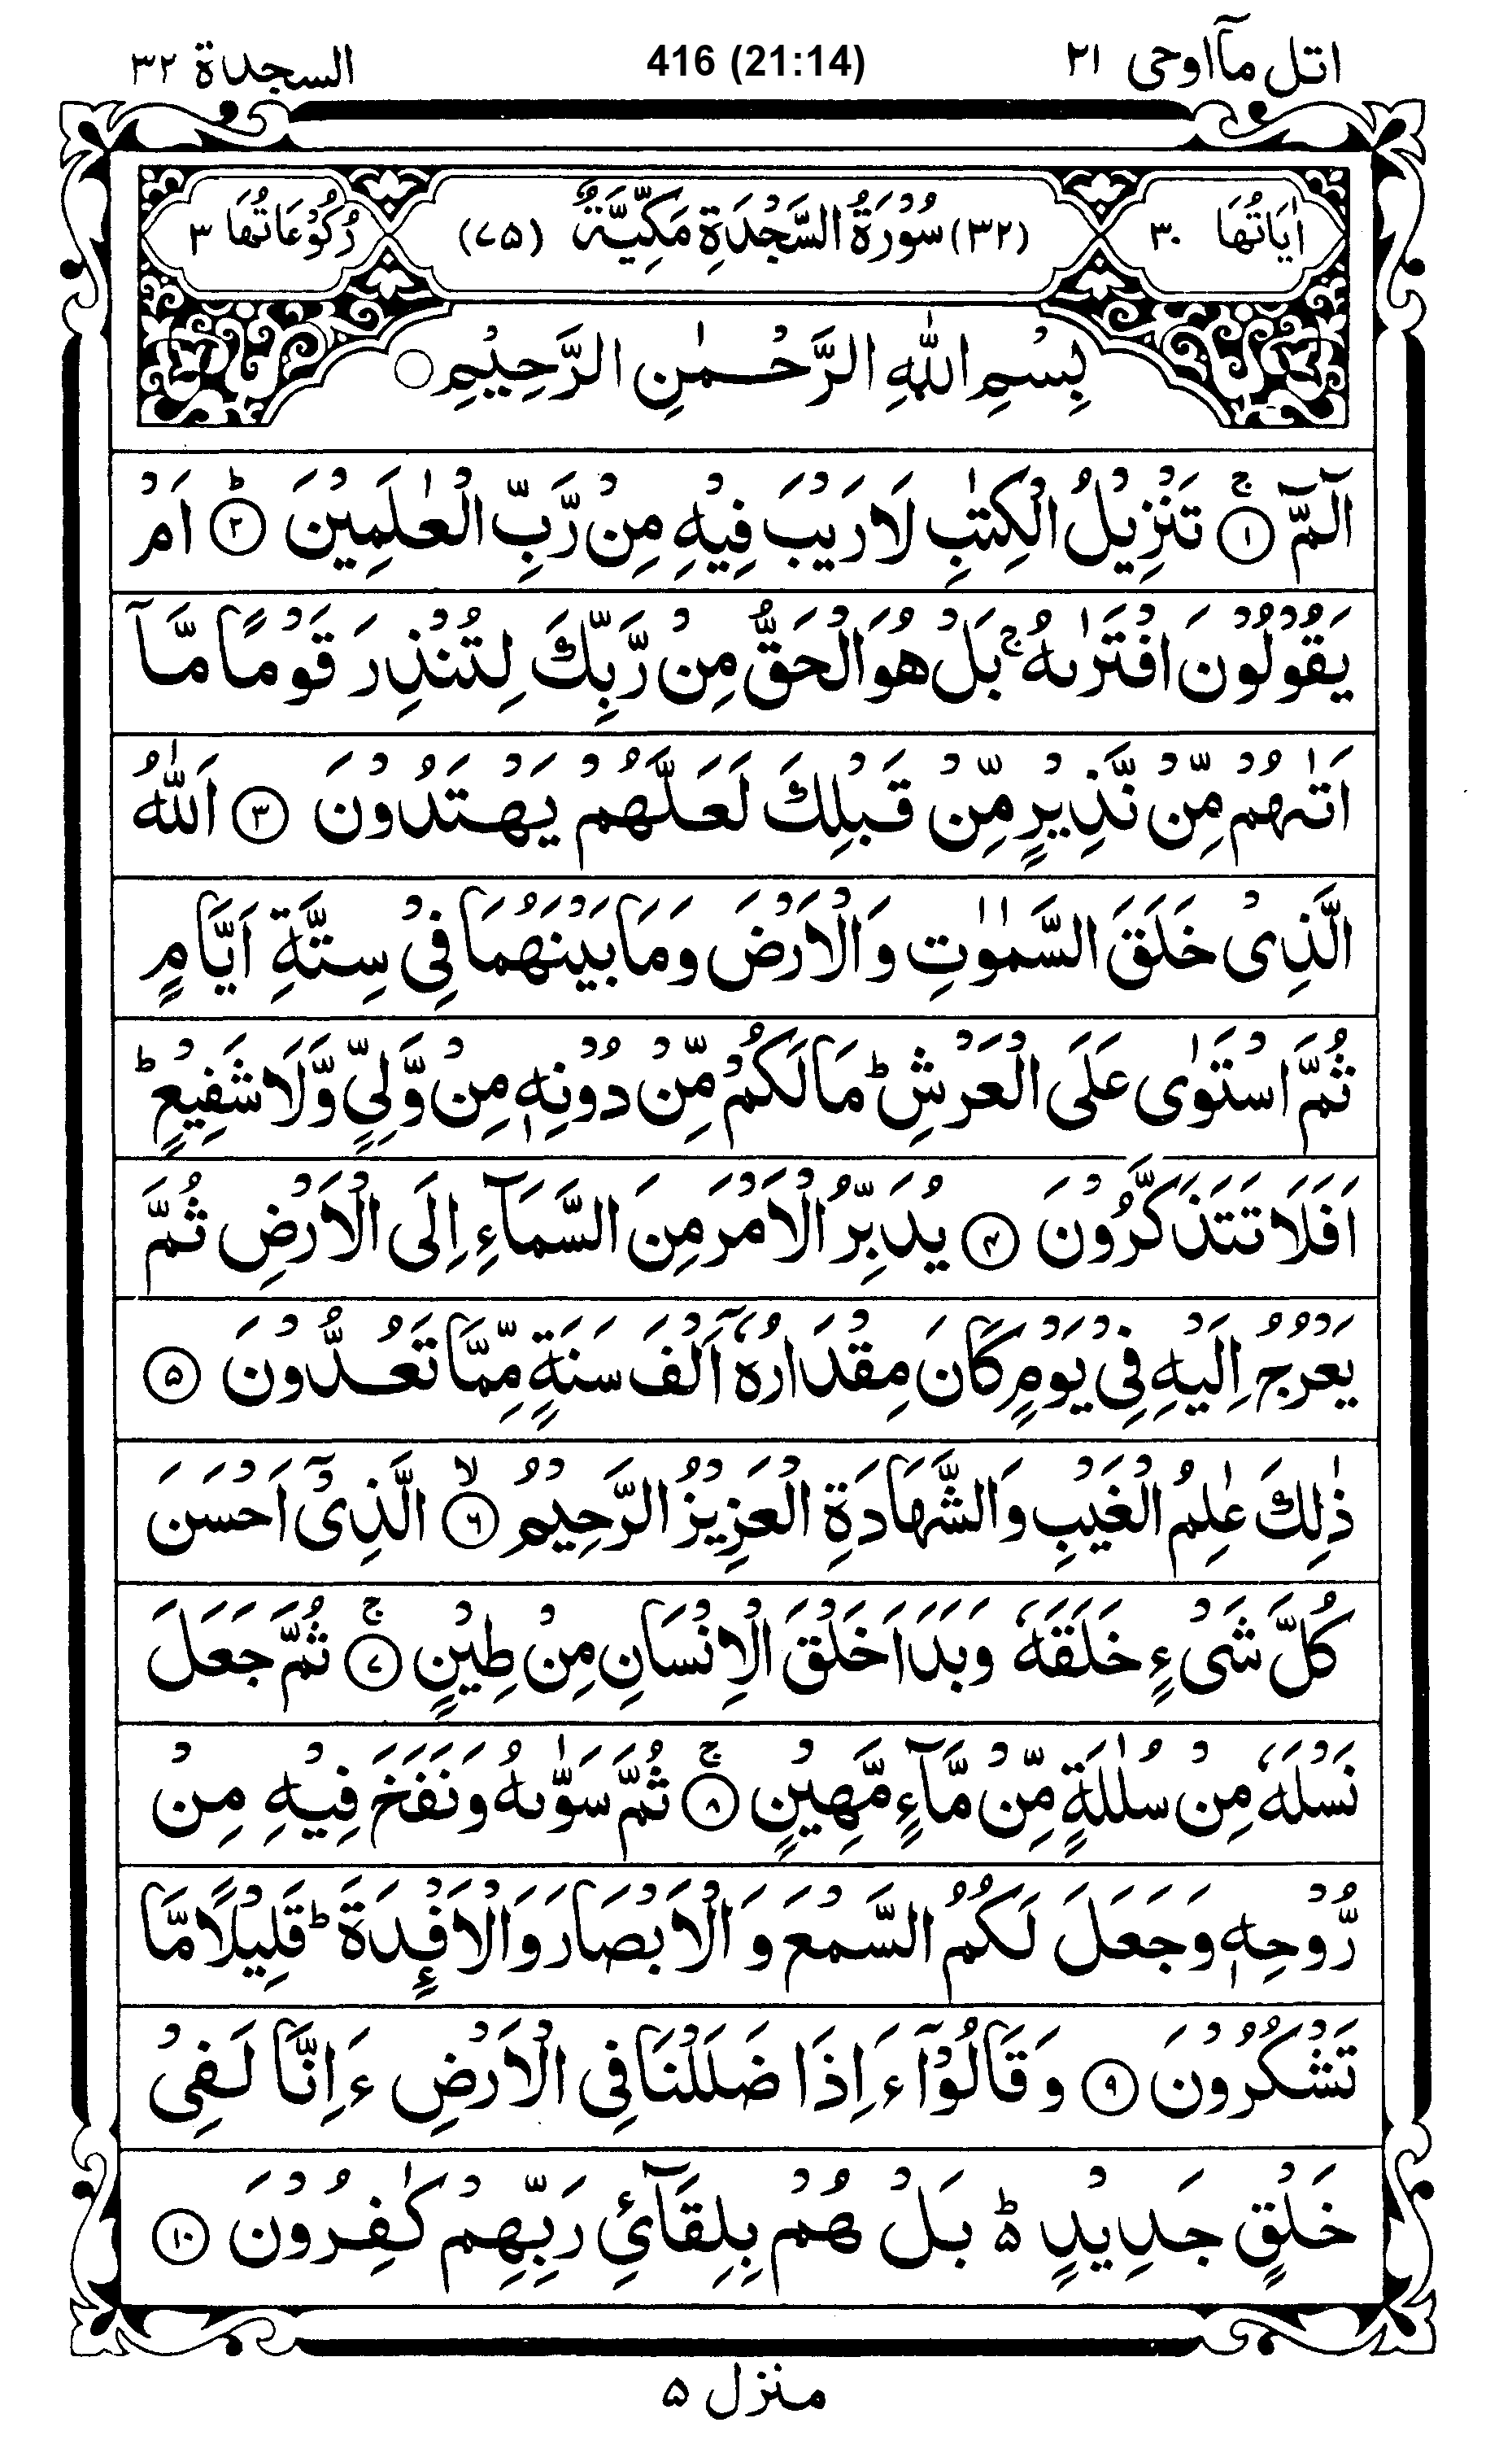 اتل مآاوحی ۲۱ 416 (21:14) السجدة ۳۲
اٰیَاتُهَا ۳۰ (۳۲) سُوْرَةُ السَّجْدَةِ مَكِّیَّةٌ (۷۵) رُكُوْعَاتُهَا ۳
بِسْمِ اللّٰهِ الرَّحْمٰنِ الرَّحِیْمِ ○
الٓمّٓ ۚ‏ ۱ تَنْزِیْلُ الْكِتٰبِ لَا رَیْبَ فِیْهِ مِنْ رَّبِّ الْعٰلَمِیْنَ ؕ‏ ۲ اَمْ
یَقُوْلُوْنَ افْتَرٰىهُ ۚ بَلْ هُوَ الْحَقُّ مِنْ رَّبِّكَ لِتُنْذِرَ قَوْمًا مَّاۤ
اَتٰىهُمْ مِّنْ نَّذِیْرٍ مِّنْ قَبْلِكَ لَعَلَّهُمْ یَهْتَدُوْنَ ۳ اَللّٰهُ
الَّذِیْ خَلَقَ السَّمٰوٰتِ وَ الْاَرْضَ وَ مَا بَیْنَهُمَا فِیْ سِتَّةِ اَیَّامٍ
ثُمَّ اسْتَوٰى عَلَى الْعَرْشِ ؕ مَا لَكُمْ مِّنْ دُوْنِهٖ مِنْ وَّلِیٍّ وَّ لَا شَفِیْعٍ ؕ
اَفَلَا تَتَذَكَّرُوْنَ ۴ یُدَبِّرُ الْاَمْرَ مِنَ السَّمَآءِ اِلَى الْاَرْضِ ثُمَّ
یَعْرُجُ اِلَیْهِ فِیْ یَوْمٍ كَانَ مِقْدَارُهٗۤ اَلْفَ سَنَةٍ مِّمَّا تَعُدُّوْنَ ۵
ذٰلِكَ عٰلِمُ الْغَیْبِ وَ الشَّهَادَةِ الْعَزِیْزُ الرَّحِیْمُ ۙ‏ ۶ الَّذِیْۤ اَحْسَنَ
كُلَّ شَیْءٍ خَلَقَهٗ وَ بَدَاَ خَلْقَ الْاِنْسَانِ مِنْ طِیْنٍ ۚ‏ ۷ ثُمَّ جَعَلَ
نَسْلَهٗ مِنْ سُلٰلَةٍ مِّنْ مَّآءٍ مَّهِیْنٍ ۚ‏ ۸ ثُمَّ سَوّٰىهُ وَ نَفَخَ فِیْهِ مِنْ
رُّوْحِهٖ وَ جَعَلَ لَكُمُ السَّمْعَ وَ الْاَبْصَارَ وَ الْاَفْـِٕدَةَ ؕ قَلِیْلًا مَّا
تَشْكُرُوْنَ ۹ وَ قَالُوْۤا ءَاِذَا ضَلَلْنَا فِی الْاَرْضِ ءَاِنَّا لَفِیْ
خَلْقٍ جَدِیْدٍ ۵ؕ بَلْ هُمْ بِلِقَآئِ رَبِّهِمْ كٰفِرُوْنَ ۱۰
منزل ۵